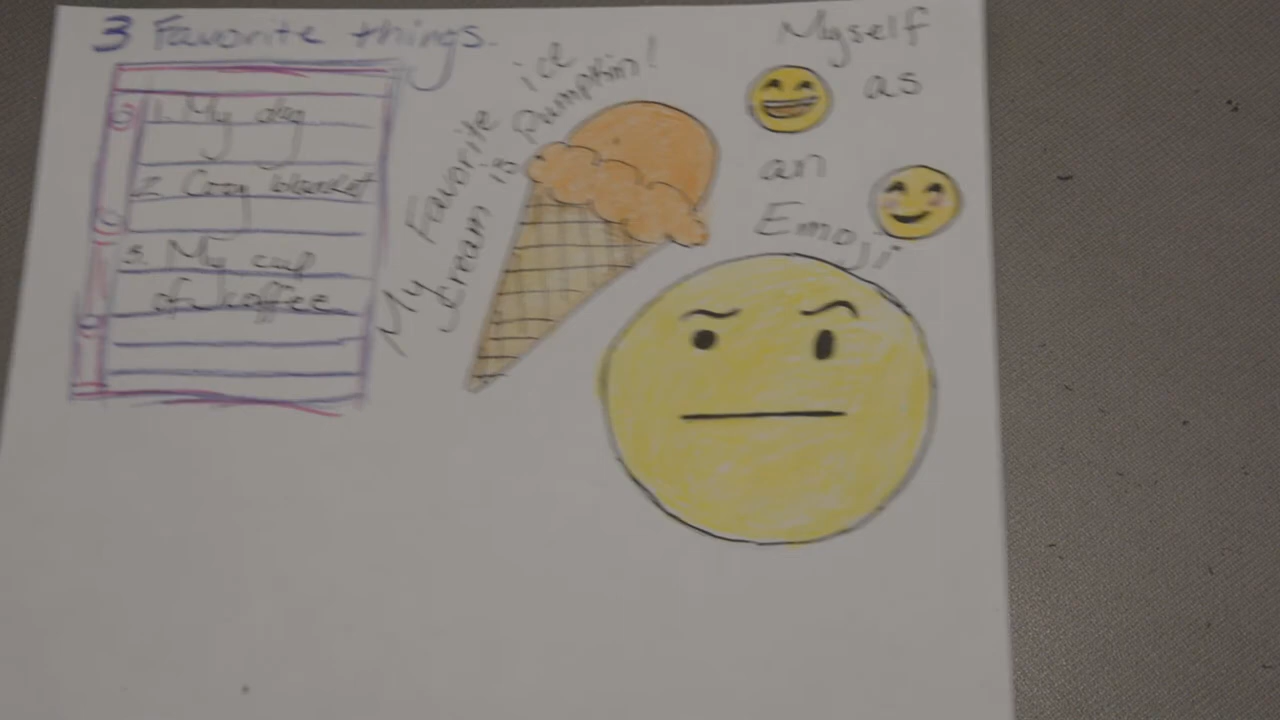 3 Favorite things.
1. My dog
2. Cozy blanket
3. My cup
of coffee
My Favorite ice
cream is Pumpkin!
Myself
as
an
Emoji